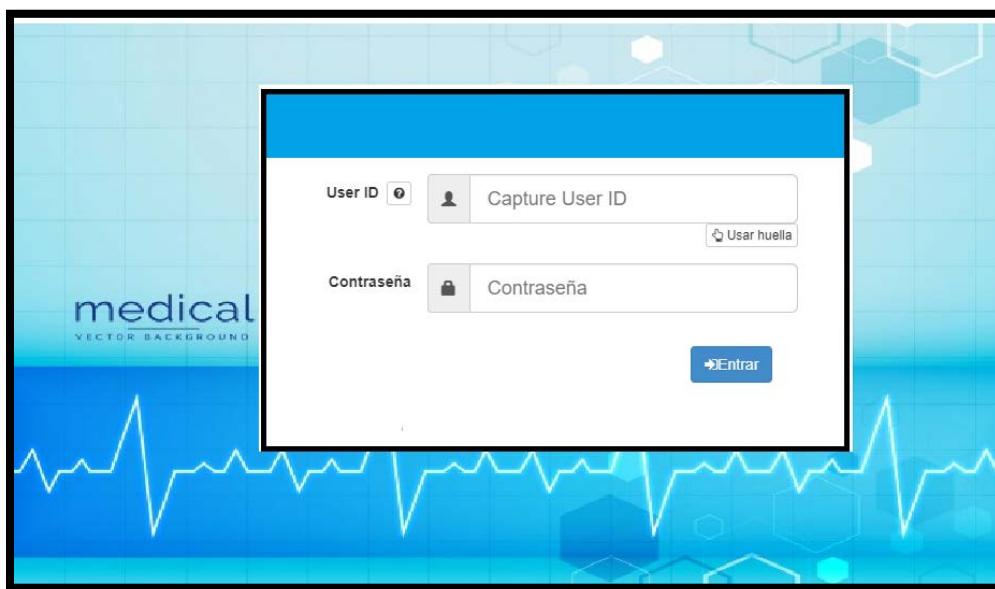 User ID
Capture User ID
Usar huella
Contraseña
Contraseña
medical
VECTOR BACKGROUND
Entrar